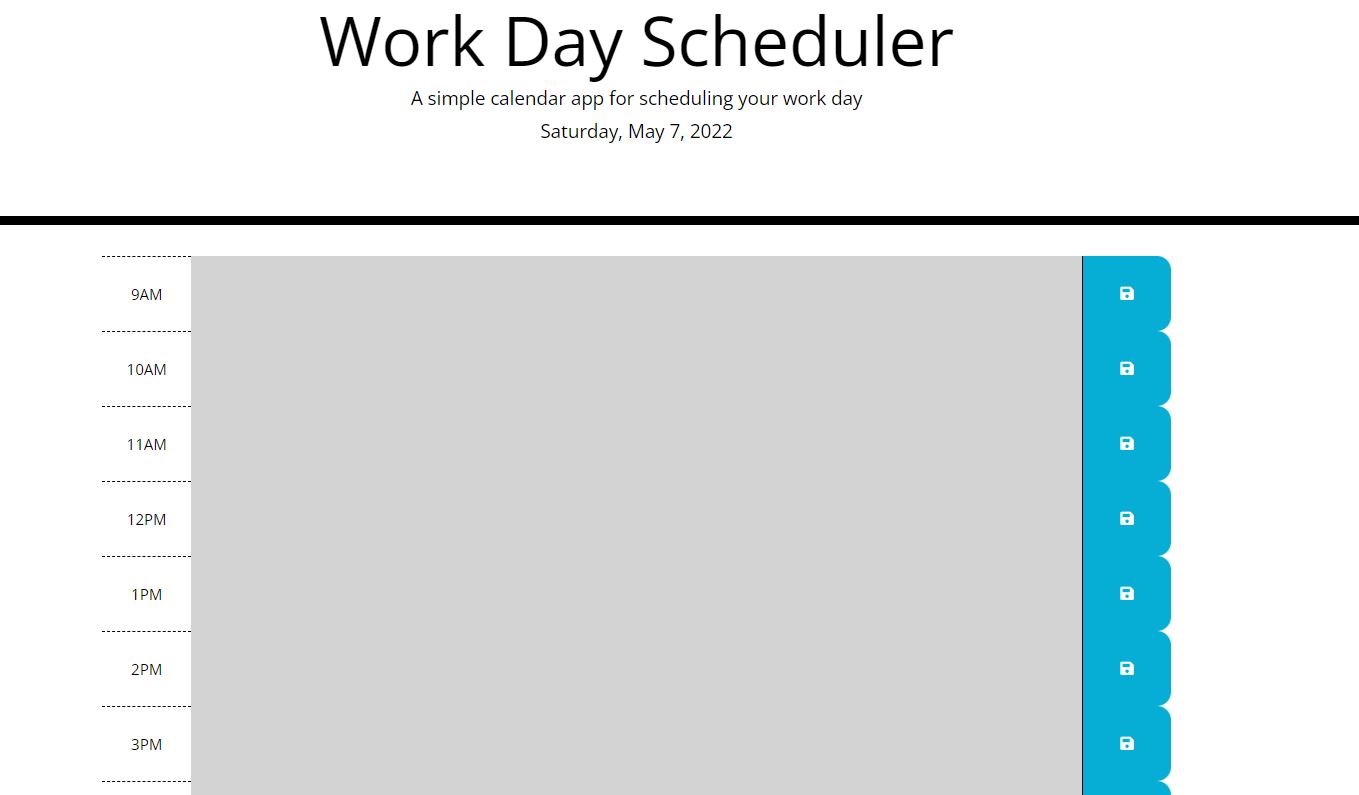 Work Day Scheduler
A simple calendar app for scheduling your work day
Saturday, May 7, 2022
9AM
10AM
11AM
12PM
1PM
2PM
3PM